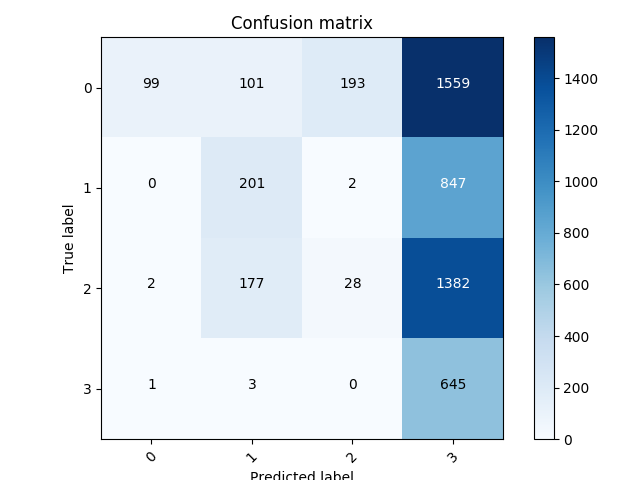 Confusion matrix
0 99 101 193 1559
1 0 201 2 847
2 2 177 28 1382
3 1 3 0 645
0 1 2 3
True label
Predicted label
1400
1200
1000
800
600
400
200
0